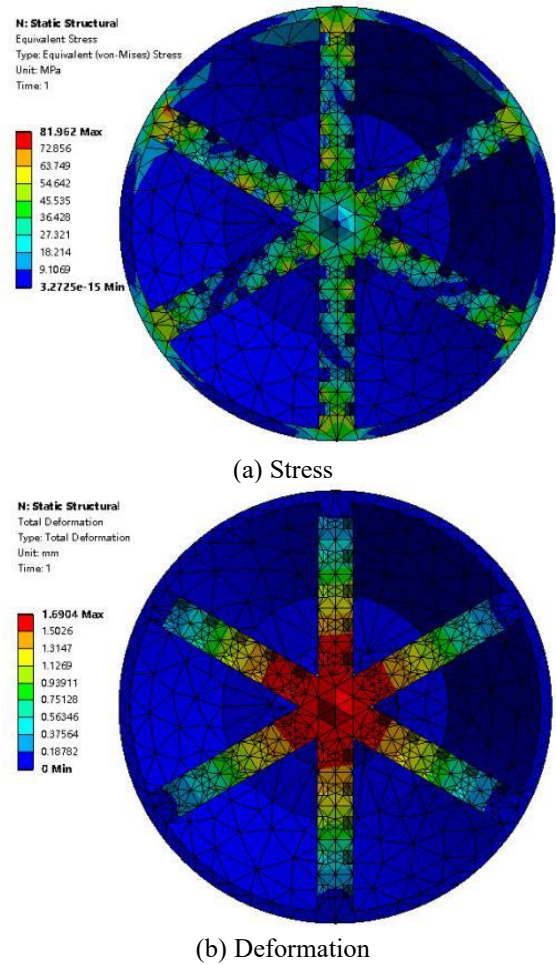 N: Static Structural
Equivalent Stress
Type: Equivalent (von-Mises) Stress
Unit: MPa
Time: 1
81.962 Max
72.856
63.749
54.642
45.535
36.428
27.321
18.214
9.1069
3.2725e-15 Min
(a) Stress
N: Static Structural
Total Deformation
Type: Total Deformation
Unit: mm
Time: 1
1.6904 Max
1.5026
1.3147
1.1269
0.93911
0.75128
0.56346
0.37564
0.18782
0 Min
(b) Deformation